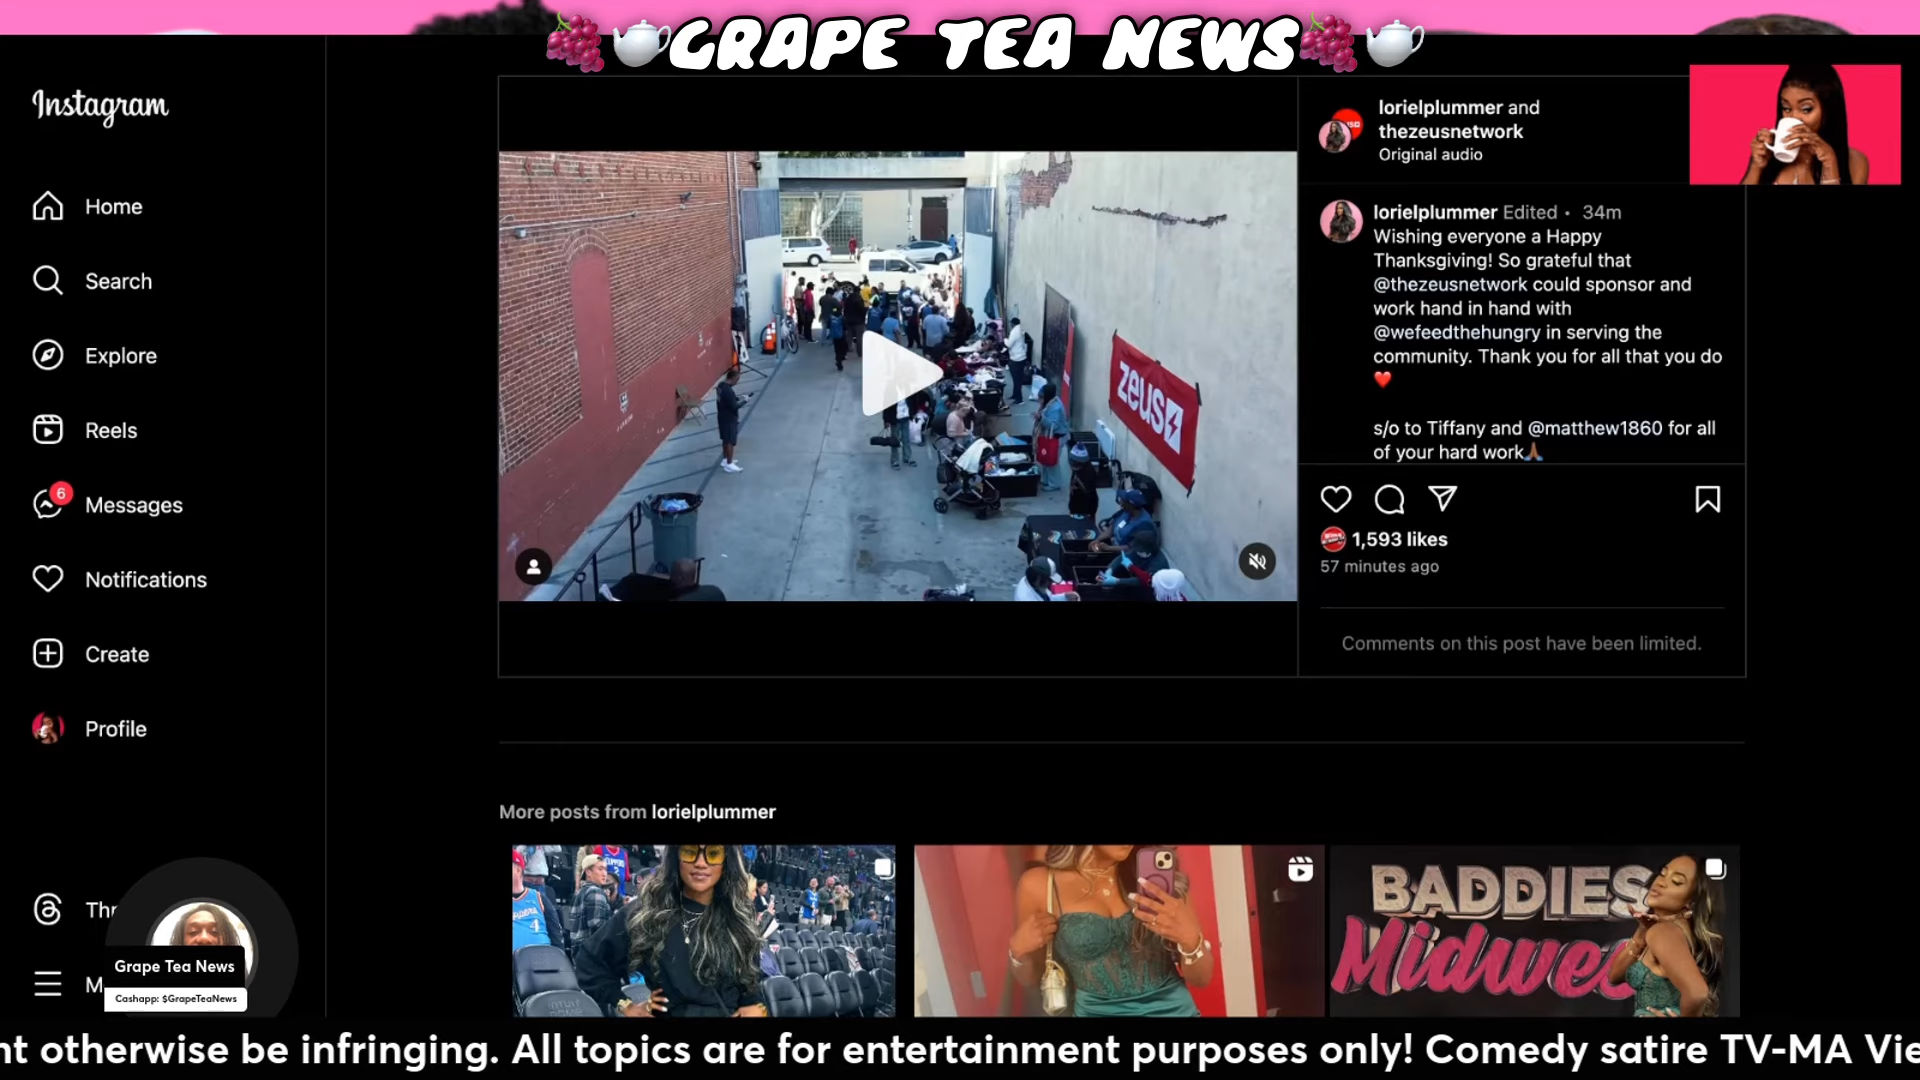 GRAPE TEA NEWS
Instagram
Home
Search
Explore
Reels
6
Messages
Notifications
Create
Profile
Thr
M
Grape Tea News
Cashapp: $GrapeTeaNews
zeus
lorielplummer and
thezeusnetwork
Original audio
lorielplummer Edited • 34m
Wishing everyone a Happy
Thanksgiving! So grateful that
@thezeusnetwork could sponsor and
work hand in hand with
@wefeedthehungry in serving the
community. Thank you for all that you do
❤️
s/o to Tiffany and @matthew1860 for all
of your hard work🙏🏾
1,593 likes
57 minutes ago
Comments on this post have been limited.
More posts from lorielplummer
CLIPPERS
4
BADDIES
Midwe
nt otherwise be infringing. All topics are for entertainment purposes only! Comedy satire TV-MA Vie